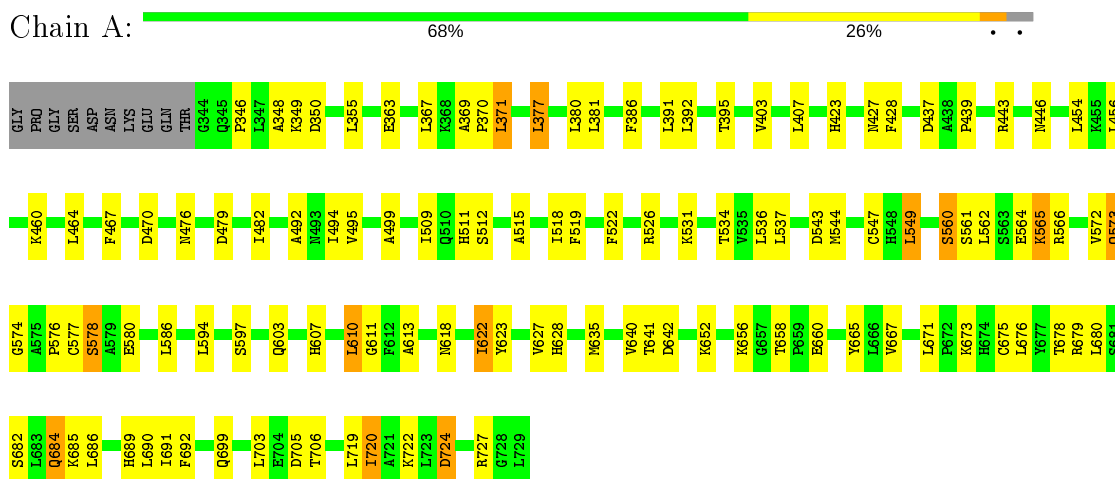 Chain A:
68% 26% • •
GLY PRO GLY SER ASP ASN LYS GLU GLN THR G344 Q345 P346 L347 A348 K349 D350 L355 E363 L367 K368 A369 P370 L371 L377 L380 L381 F386 L391 L392 T395 V403 L407 H423 N427 F428 D437 A438 P439 R443 N446 L454 K455 L456
K460 L464 F467 D470 N476 D479 I482 A492 N493 I494 V495 A499 I509 Q510 H511 S512 A515 I518 F519 F522 R526 K531 T534 V535 L536 L537 D543 M544 C547 H548 L549 S560 S561 L562 S563 E564 K565 R566 V572
G574 A575 P576 C577 S578 A579 E580 L586 L594 S597 Q603 H607 L610 G611 F612 A613 N618 I622 Y623 V627 H628 M635 V640 T641 D642 K652 K656 G657 T658 P659 E660 Y665 L666 V667 L671 P672 K673 H674 C675 L676 Y677 T678 R679 L680 S681
S682 L683 Q684 K685 L686 H689 L690 I691 F692 Q699 L703 E704 D705 T706 L719 I720 A721 K722 L723 D724 R727 G728 L729